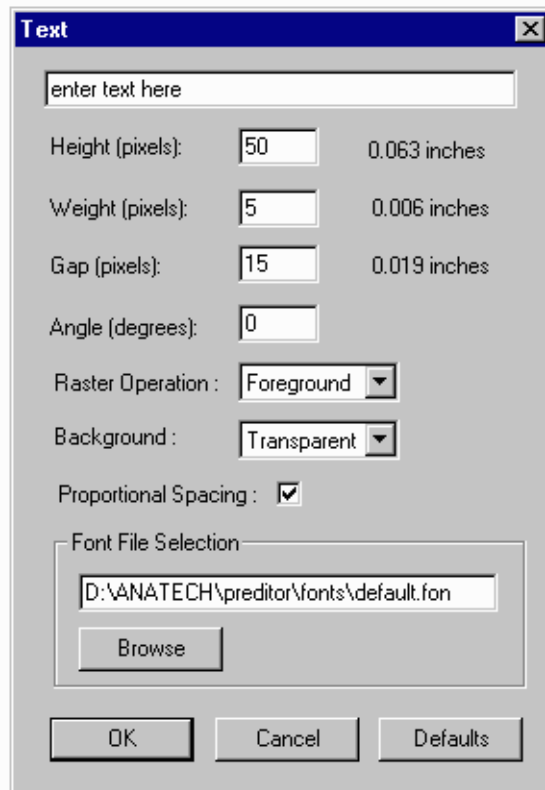 Text
enter text here
Height (pixels): 50 0.063 inches
Weight (pixels): 5 0.006 inches
Gap (pixels): 15 0.019 inches
Angle (degrees): 0
Raster Operation : Foreground
Background : Transparent
Proportional Spacing :
Font File Selection
D:\ANATECH\preditor\fonts\default.fon
Browse
OK Cancel Defaults